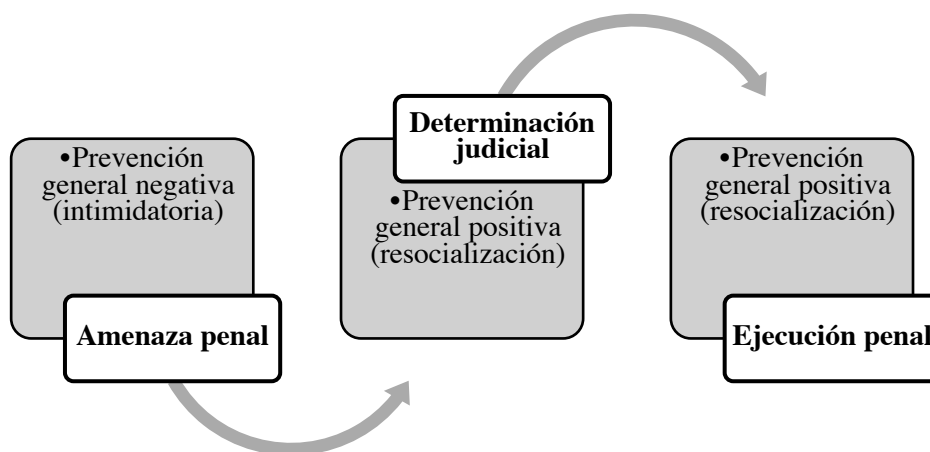 •Prevención
general negativa
(intimidatoria)
Amenaza penal
Determinación
judicial
•Prevención
general positiva
(resocialización)
•Prevención
general positiva
(resocialización)
Ejecución penal